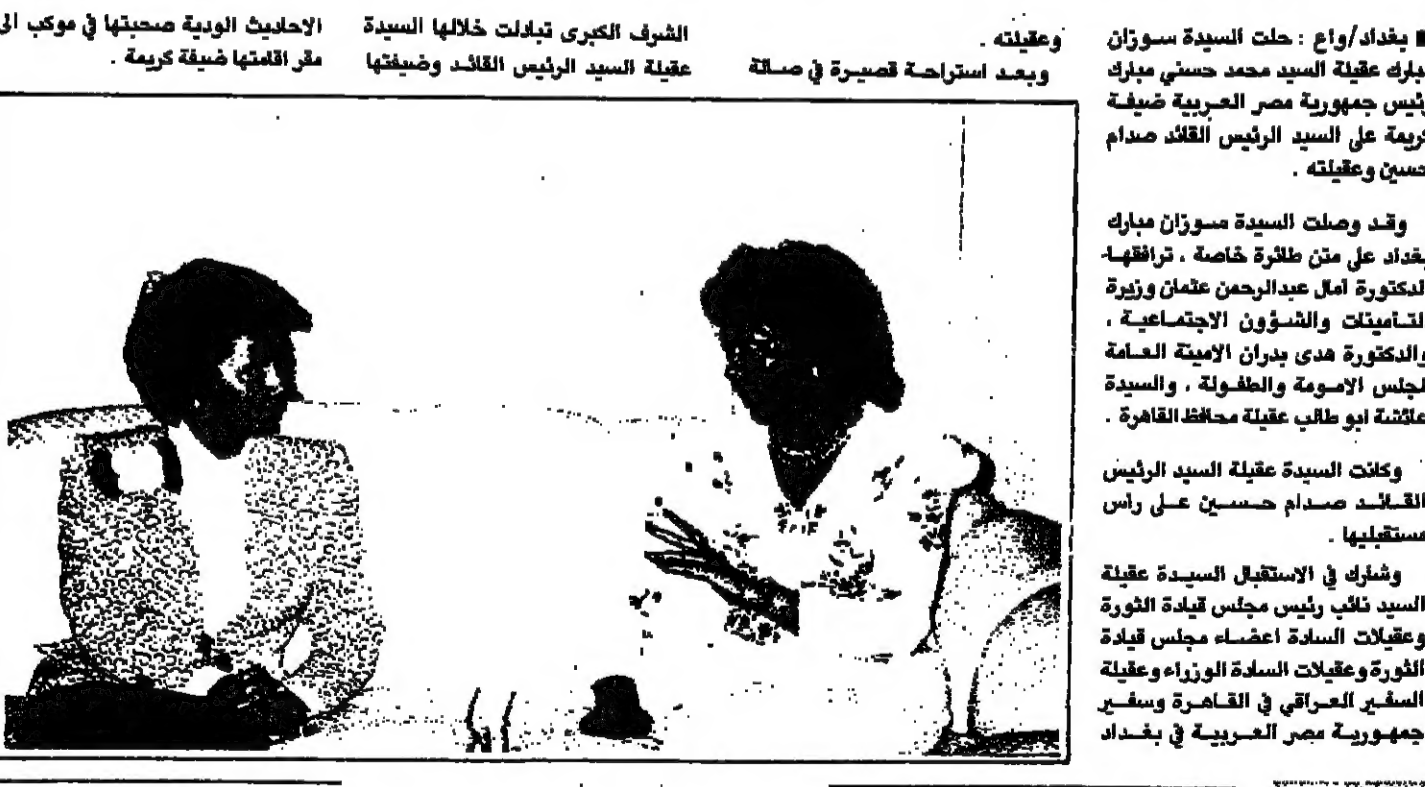 ■ بغداد/واع : حلت السيدة سوزان
مبارك عقيلة السيد محمد حسني مبارك
رئيس جمهورية مصر العربية ضيفة
كريمة على السيد الرئيس القائد صدام
حسين وعقيلته .
وقد وصلت السيدة سوزان مبارك
بغداد على متن طائرة خاصة ، ترافقها
الدكتورة امال عبدالرحمن عثمان وزيرة
التأمينات والشؤون الاجتماعية ،
والدكتورة هدى بدران الامينة العامة
لمجلس الامومة والطفولة ، والسيدة
عائشة ابو طالب عقيلة محافظ القاهرة .
وكانت السيدة عقيلة السيد الرئيس
القائد صدام حسين على راس
مستقبليها .
وشارك في الاستقبال السيدة عقيلة
السيد نائب رئيس مجلس قيادة الثورة
وعقيلات السادة اعضاء مجلس قيادة
الثورة وعقيلات السادة الوزراء وعقيلة
السفير العراقي في القاهرة وسفير
جمهورية مصر العربية في بغداد
وعقيلته .
وبعد استراحة قصيرة في صالة
الشرف الكبرى تبادلت خلالها السيدة
عقيلة السيد الرئيس القائد وضيفتها
الاحاديث الودية صحبتها في موكب الى
مقر اقامتها ضيفة كريمة .